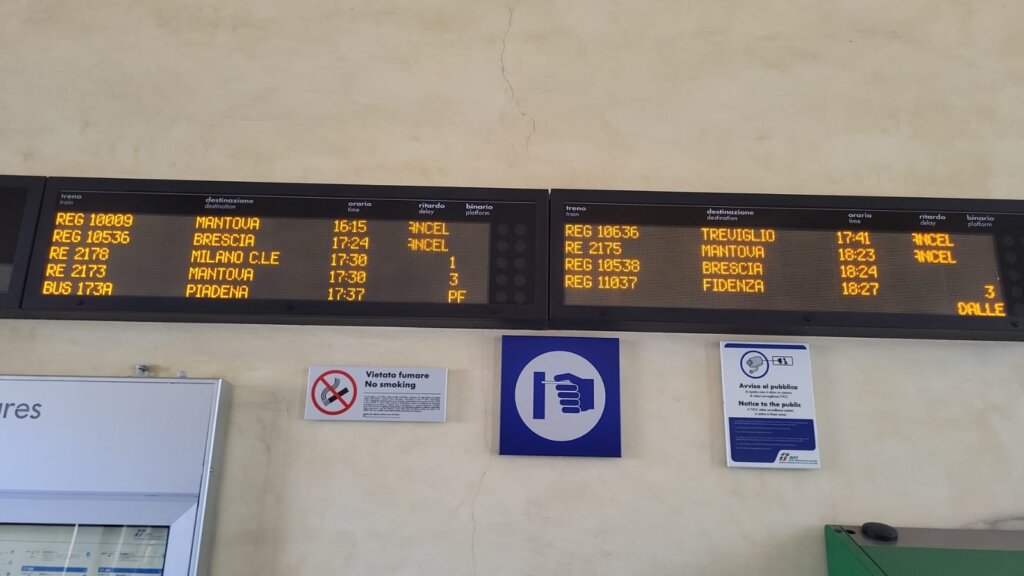 treno destinazione orario ritardo binario
train destination time delay platform
REG 10009 MANTOVA 16:15 ANCEL
REG 10536 BRESCIA 17:24 ANCEL
RE 2178 MILANO C.LE 17:30 1
RE 2173 MANTOVA 17:30 3
BUS 173A PIADENA 17:37 PF
treno destinazione orario ritardo binario
train destination time delay platform
REG 10636 TREVIGLIO 17:41 ANCEL
RE 2175 MANTOVA 18:23 ANCEL
REG 10538 BRESCIA 18:24
REG 11037 FIDENZA 18:27 3
DALLE
ares
Vietato fumare
No smoking
Avviso al pubblico
Notice to the public